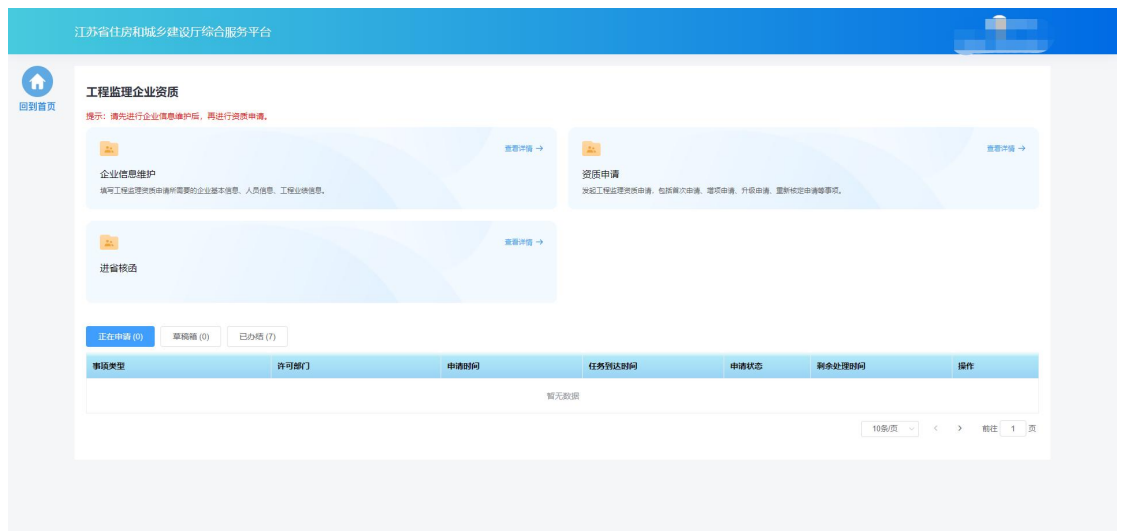 江苏省住房和城乡建设厅综合服务平台
回到首页
工程监理企业资质
提示：请先进行企业信息维护后，再进行资质申请。
查看详情 →
企业信息维护
填写工程监理资质申请所需要的企业基本信息、人员信息、工程业绩信息。
查看详情 →
资质申请
发起工程监理资质申请，包括首次申请、增项申请、升级申请、重新核定申请等事项。
查看详情 →
进省核函
正在申请 (0) 草稿箱 (0) 已办结 (7)
事项类型 许可部门 申请时间 任务到达时间 申请状态 剩余处理时间 操作
暂无数据
10条/页 < > 前往 1 页